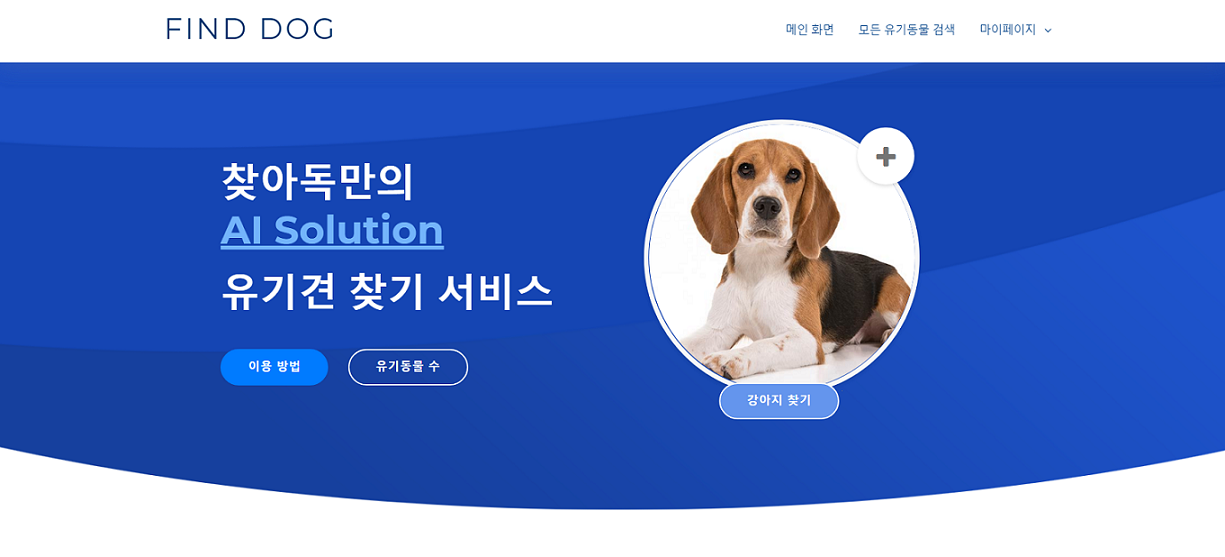 FIND DOG
메인 화면
모든 유기동물 검색
마이페이지
찾아독만의
AI Solution
유기견 찾기 서비스
이용 방법
유기동물 수
강아지 찾기